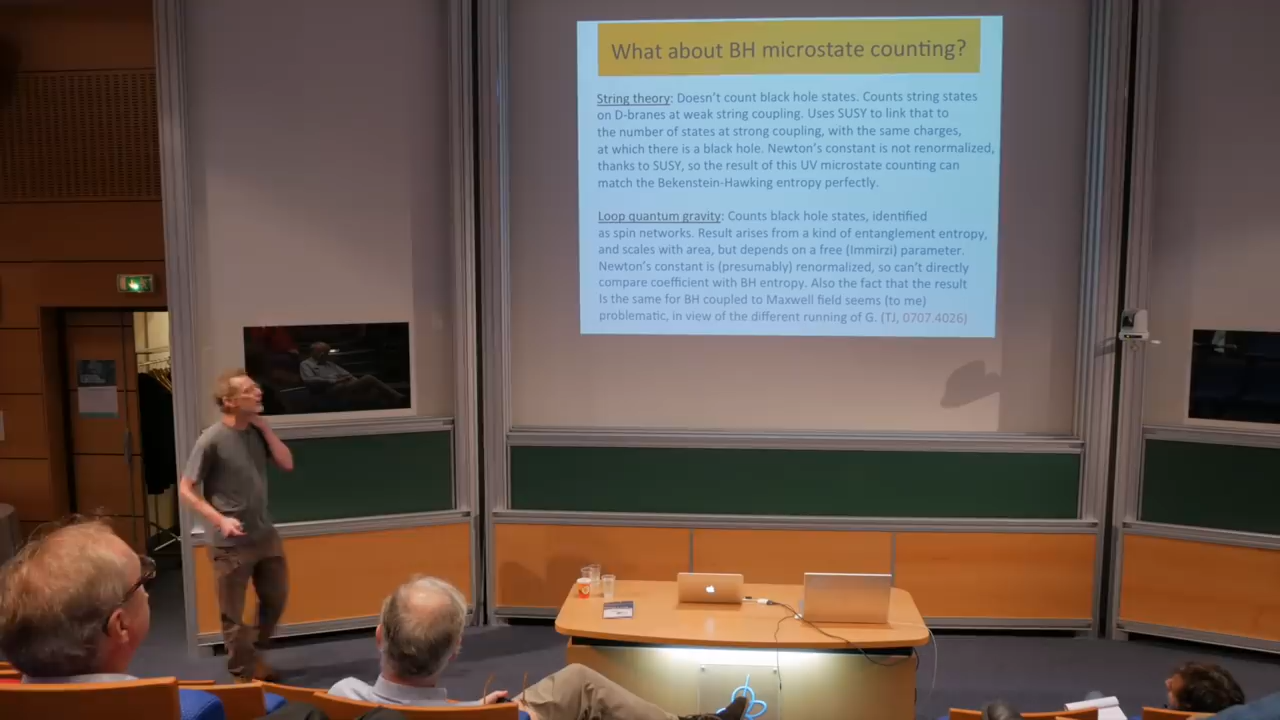 What about BH microstate counting?
String theory: Doesn't count black hole states. Counts string states
on D-branes at weak string coupling. Uses SUSY to link that to
the number of states at strong coupling, with the same charges,
at which there is a black hole. Newton's constant is not renormalized,
thanks to SUSY, so the result of this UV microstate counting can
match the Bekenstein-Hawking entropy perfectly.
Loop quantum gravity: Counts black hole states, identified
as spin networks. Result arises from a kind of entanglement entropy,
and scales with area, but depends on a free (Immirzi) parameter.
Newton's constant is (presumably) renormalized, so can't directly
compare coefficient with BH entropy. Also the fact that the result
Is the same for BH coupled to Maxwell field seems (to me)
problematic, in view of the different running of G. (TJ, 0707.4026)